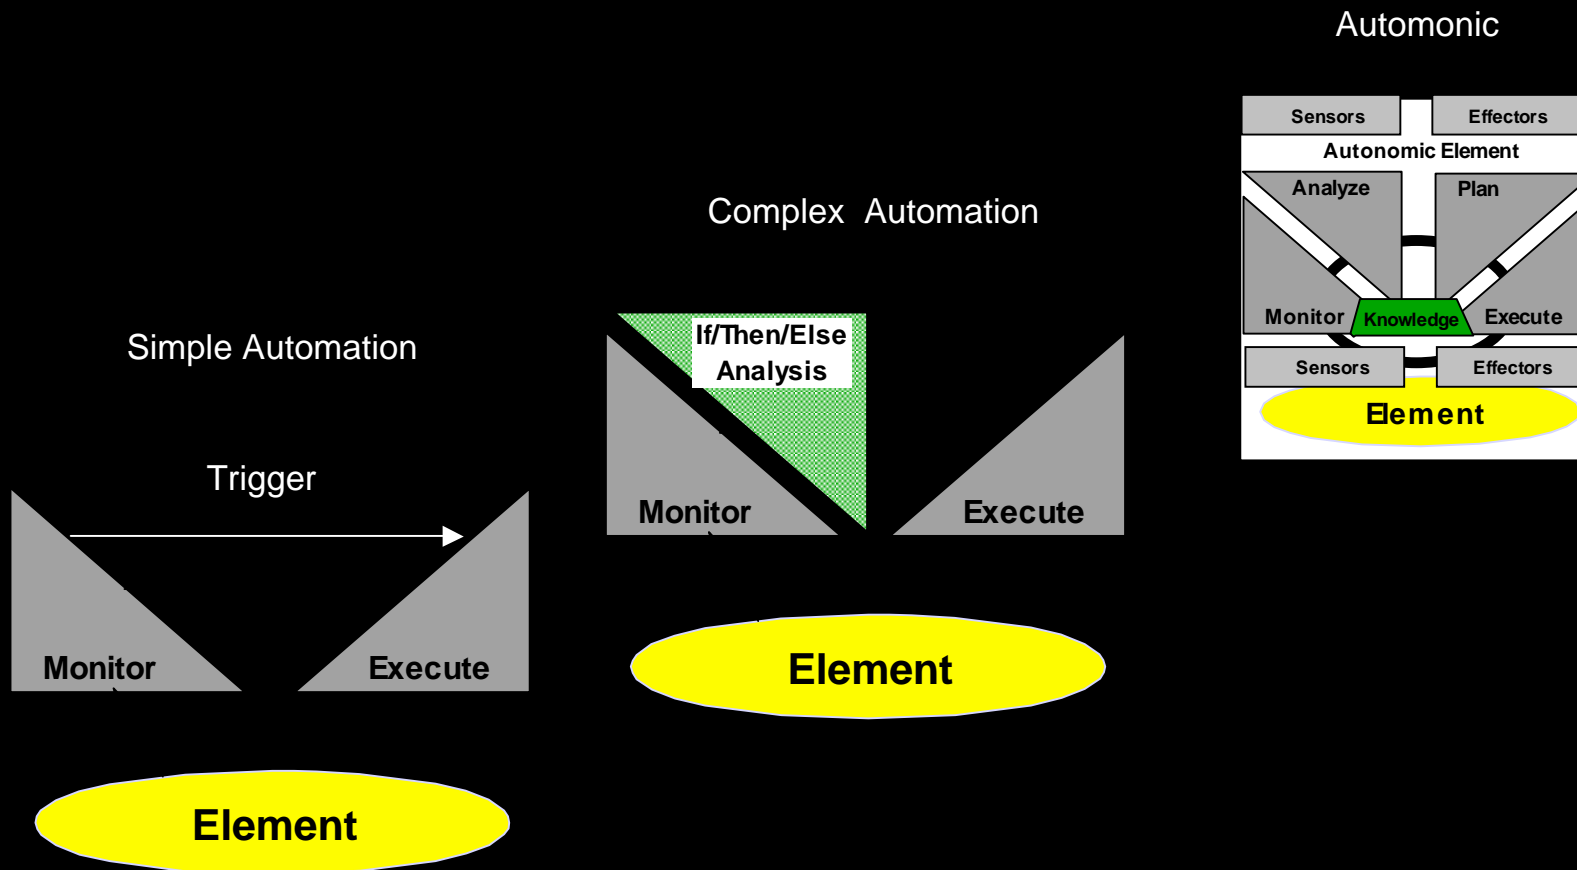 Simple Automation
Trigger
Monitor
Execute
Element
Complex Automation
If/Then/Else
Analysis
Monitor
Execute
Element
Automonic
Sensors
Effectors
Autonomic Element
Analyze
Plan
Monitor
Knowledge
Execute
Sensors
Effectors
Element